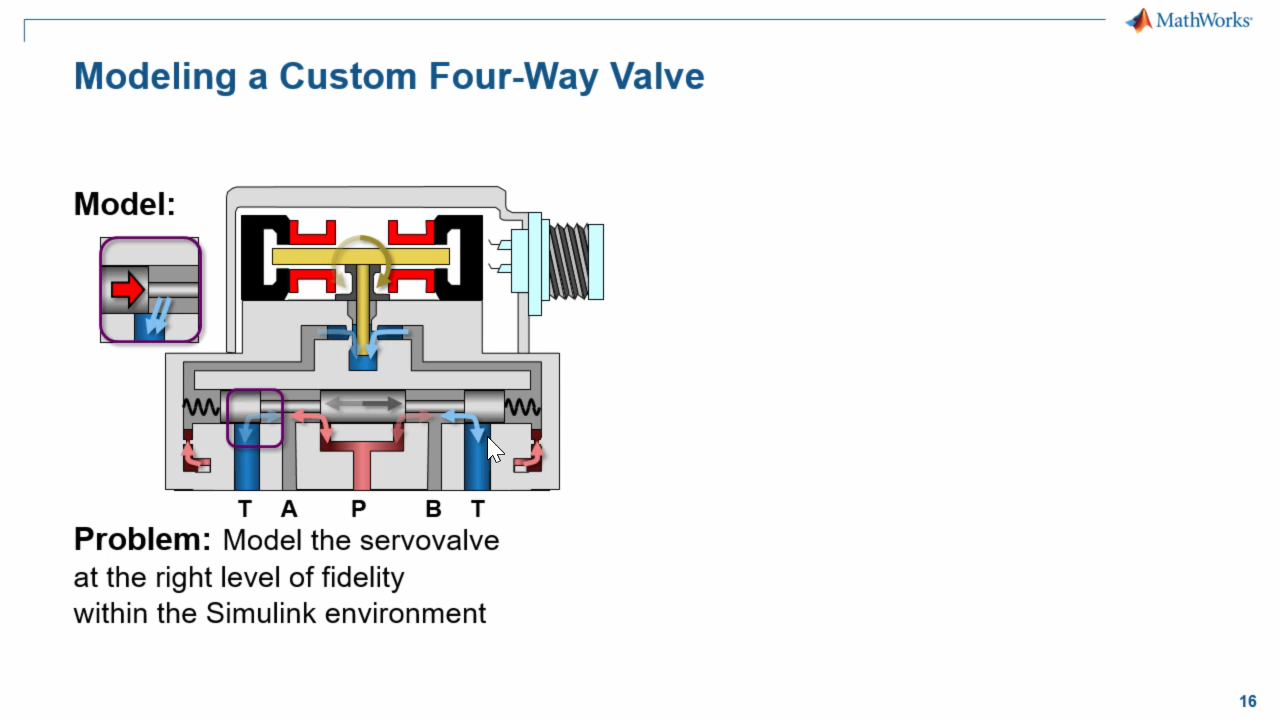 MathWorks®
Modeling a Custom Four-Way Valve
Model:
T A P B T
Problem: Model the servovalve
at the right level of fidelity
within the Simulink environment
16